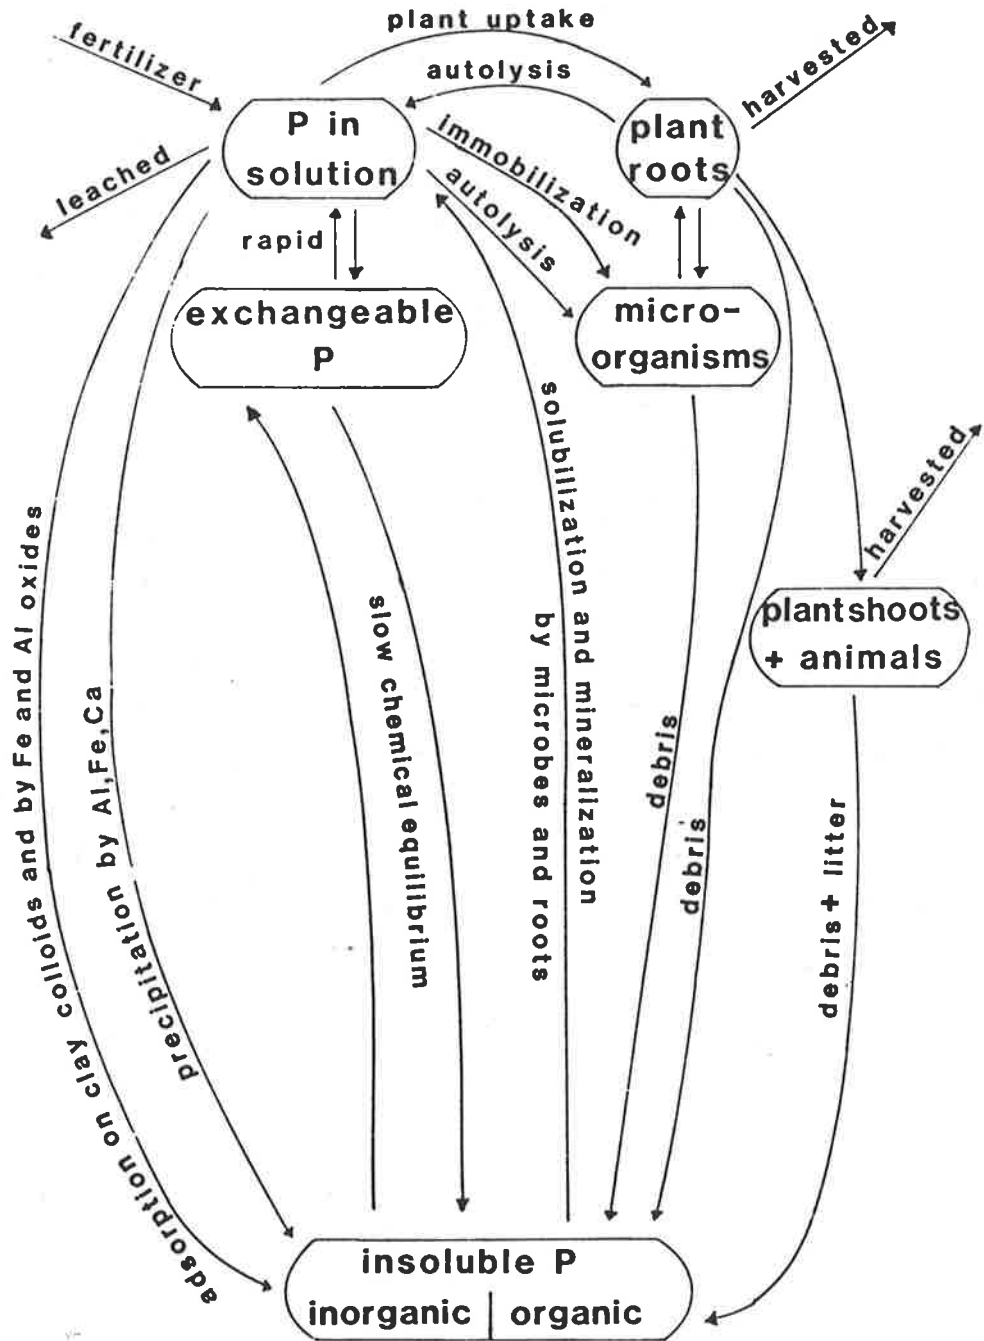 plant uptake
fertilizer
autolysis
harvested
P in
solution
plant
roots
leached
immobilization
autolysis
rapid
exchangeable
P
micro-
organisms
harvested
plantshoots
+ animals
adsorption on clay colloids and by Fe and Al oxides
precipitation by Al,Fe,Ca
slow chemical equilibrium
solubilization and mineralization
by microbes and roots
debris
debris
debris + litter
insoluble P
inorganic | organic